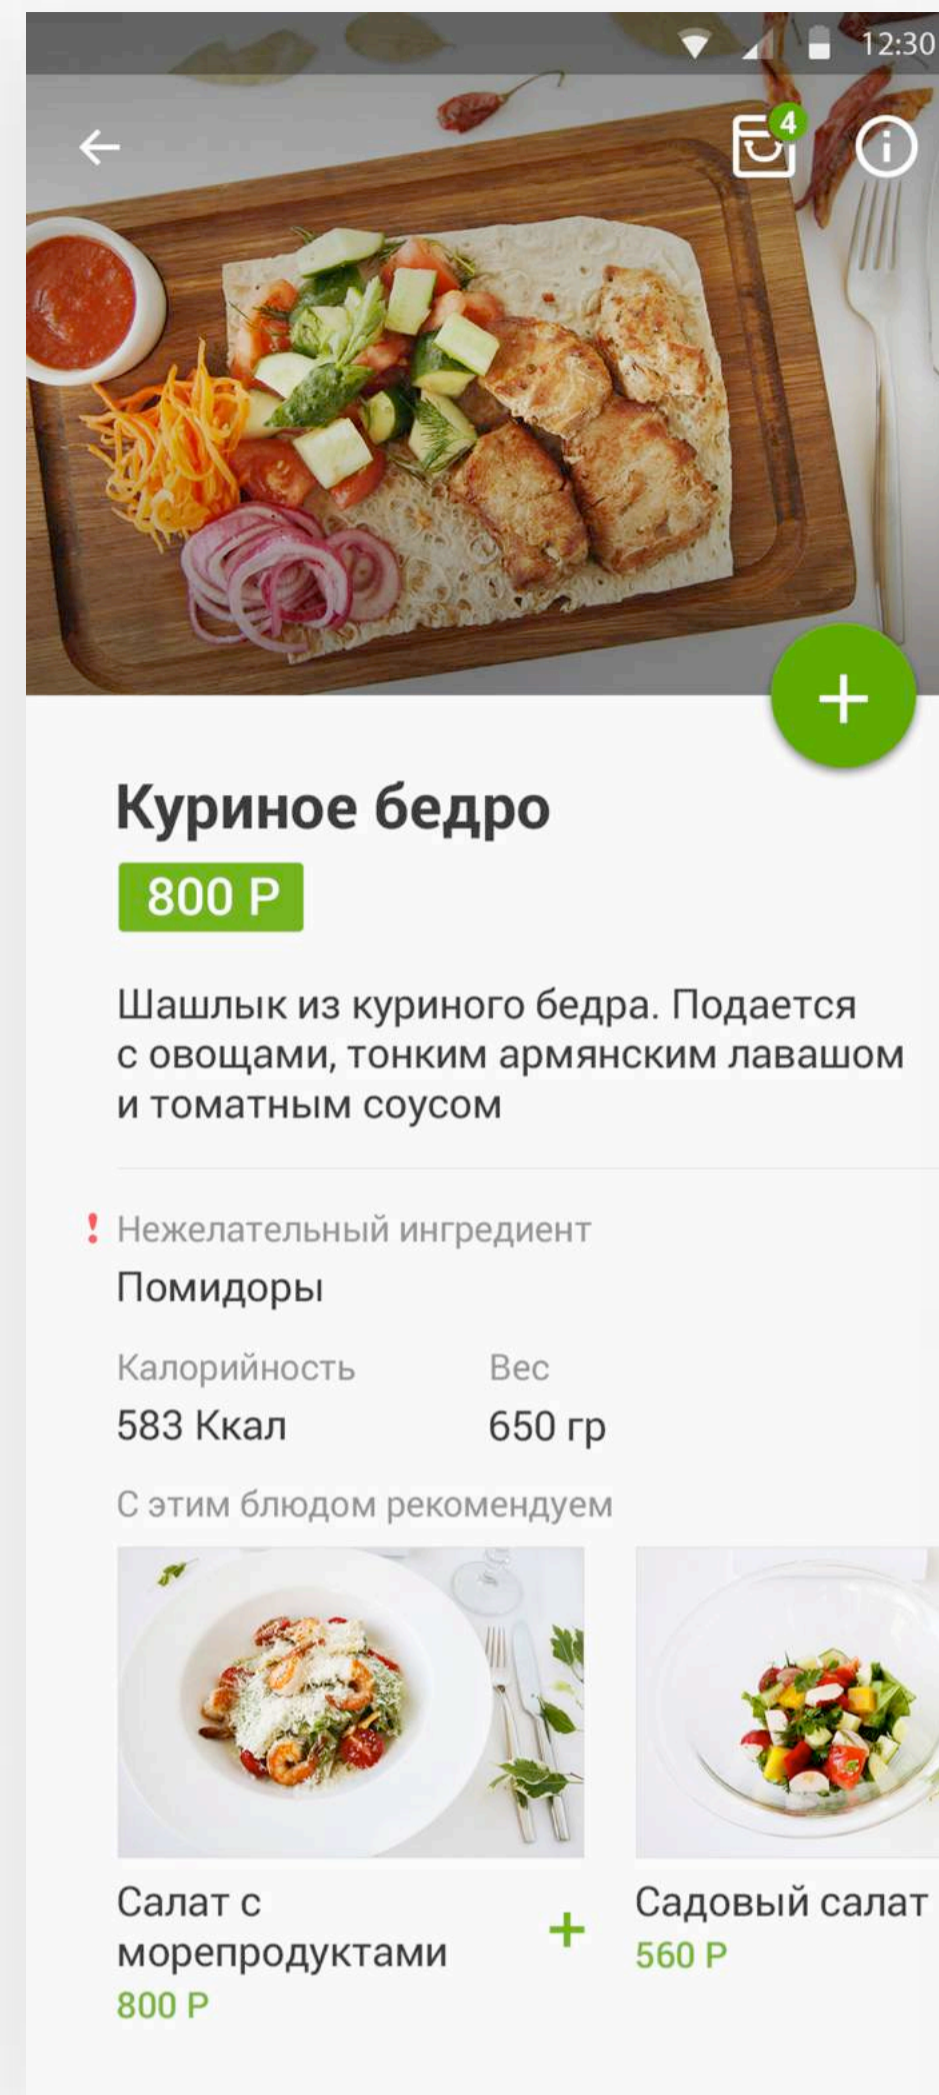 12:30
4
Куриное бедро
800 Р
Шашлык из куриного бедра. Подается
с овощами, тонким армянским лавашом
и томатным соусом
! Нежелательный ингредиент
Помидоры
Калорийность
Вес
583 Ккал
650 гр
С этим блюдом рекомендуем
Салат с
морепродуктами
800 Р
Садовый салат
560 Р